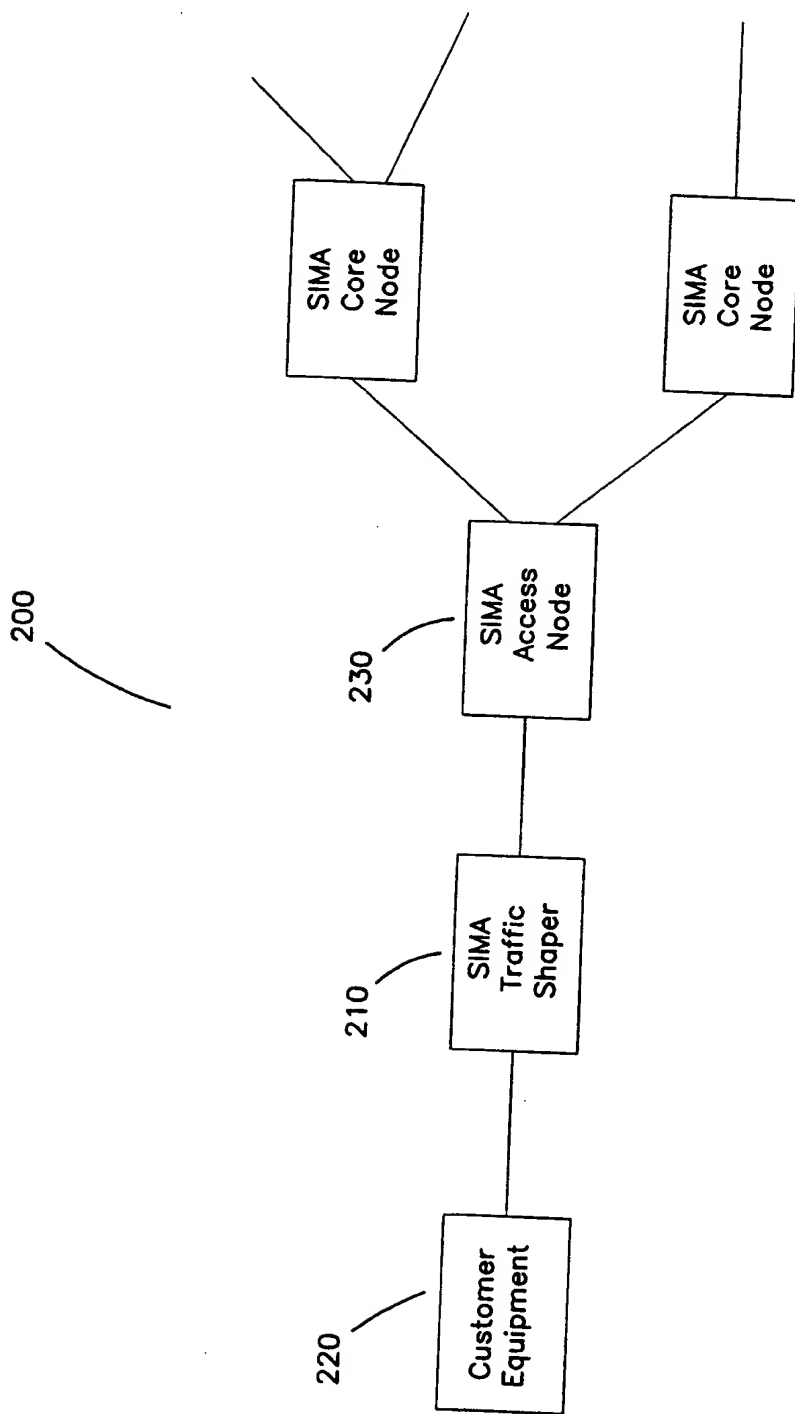 200
220
Customer
Equipment
210
SIMA
Traffic
Shaper
230
SIMA
Access
Node
SIMA
Core
Node
SIMA
Core
Node